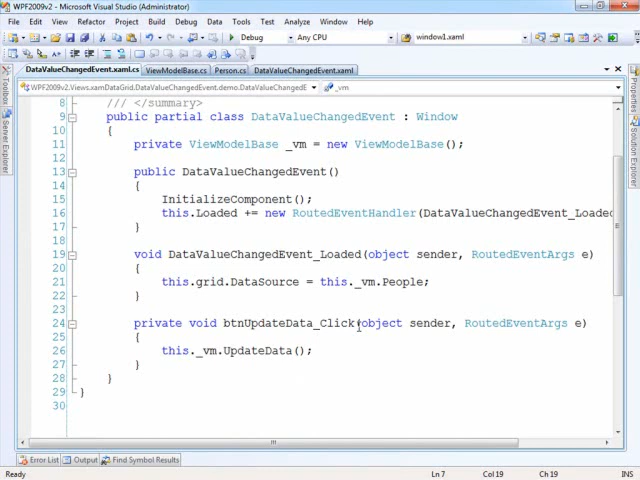 WPF2009v2 - Microsoft Visual Studio (Administrator)
File Edit View Refactor Project Build Debug Data Tools Test Analyze Window Help
Debug Any CPU window1.xaml
DataValueChangedEvent.xaml.cs ViewModelBase.cs Person.cs DataValueChangedEvent.xaml
WPF2009v2.Views.xamDataGrid.DataValueChangedEvent.demo.DataValueChangedE _vm
8 /// </summary>
9 public partial class DataValueChangedEvent : Window
10 {
11 private ViewModelBase _vm = new ViewModelBase();
12
13 public DataValueChangedEvent()
14 {
15 InitializeComponent();
16 this.Loaded += new RoutedEventHandler(DataValueChangedEvent_Loaded
17 }
18
19 void DataValueChangedEvent_Loaded(object sender, RoutedEventArgs e)
20 {
21 this.grid.DataSource = this._vm.People;
22 }
23
24 private void btnUpdateData_Click(object sender, RoutedEventArgs e)
25 {
26 this._vm.UpdateData();
27 }
28 }
29 }
30
Toolbox
Server Explorer
Properties
Solution Explorer
Error List Output Find Symbol Results
Ready Ln 7 Col 19 Ch 19 INS